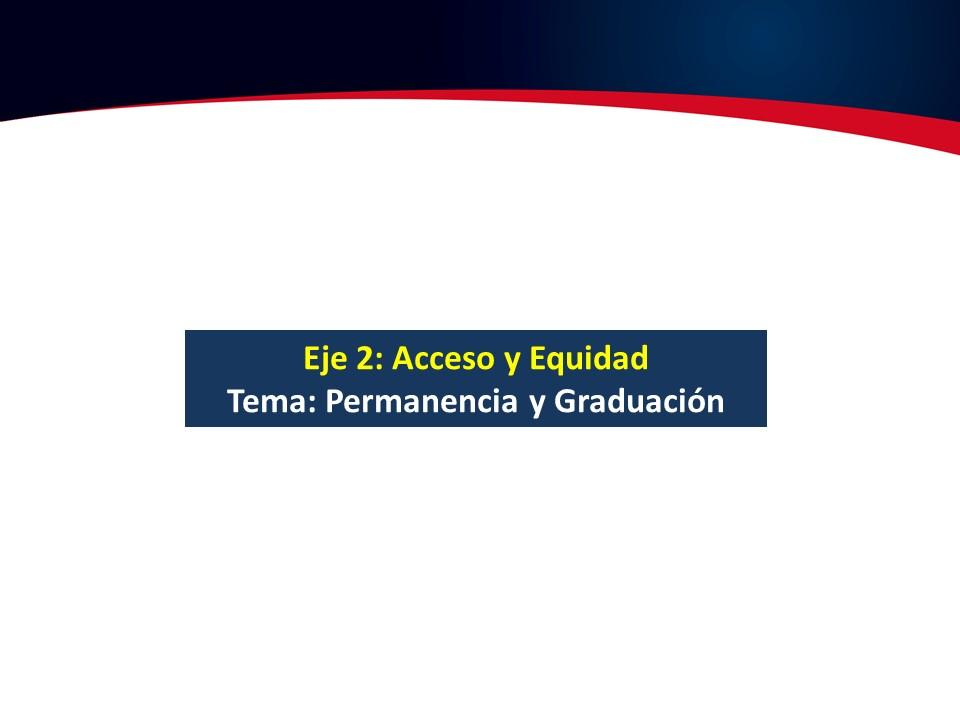 Eje 2: Acceso y Equidad
Tema: Permanencia y Graduación